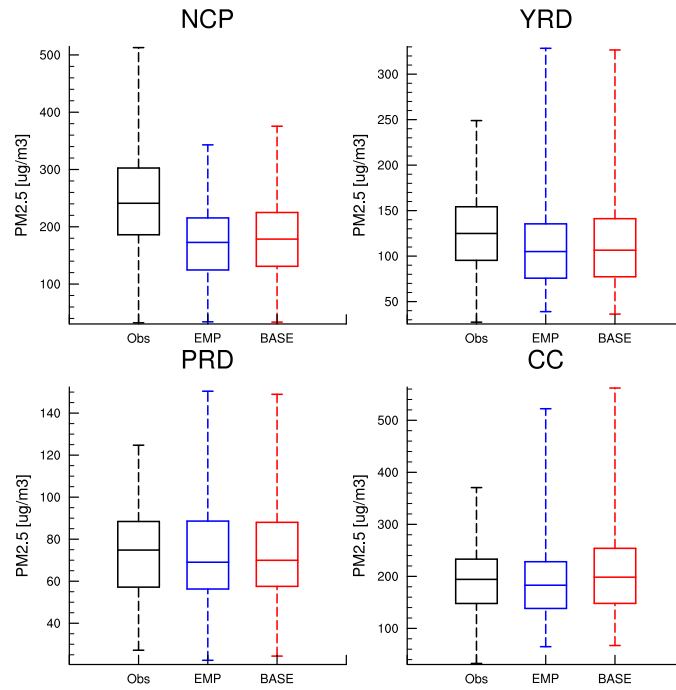 NCP
PM2.5 [ug/m3]
500
400
300
200
100
Obs EMP BASE
YRD
PM2.5 [ug/m3]
300
250
200
150
100
50
Obs EMP BASE
PRD
PM2.5 [ug/m3]
140
120
100
80
60
40
Obs EMP BASE
CC
PM2.5 [ug/m3]
500
400
300
200
100
Obs EMP BASE